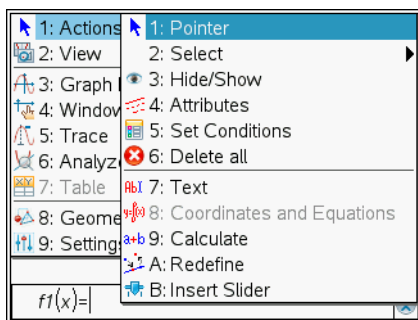 1: Actions
2: View
3: Graph
4: Window
5: Trace
6: Analyz
7: Table
8: Geome
9: Setting
1: Pointer
2: Select
3: Hide/Show
4: Attributes
5: Set Conditions
6: Delete all
7: Text
8: Coordinates and Equations
9: Calculate
A: Redefine
B: Insert Slider
f1(x)=